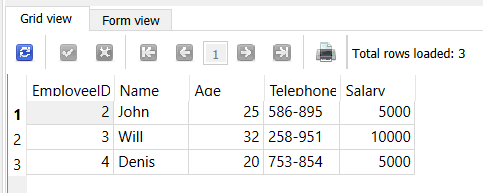 Grid view Form view
1 Total rows loaded: 3
EmployeeID Name Age Telephone Salary
1 2 John 25 586-895 5000
2 3 Will 32 258-951 10000
3 4 Denis 20 753-854 5000